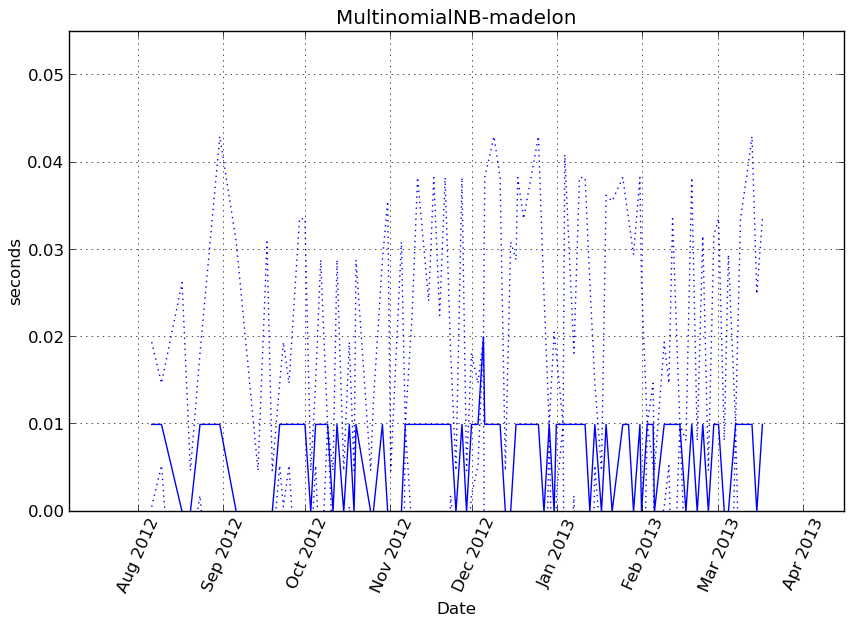 MultinomialNB-madelon
0.05
0.04
0.03
0.02
0.01
0.00
seconds
Aug 2012
Sep 2012
Oct 2012
Nov 2012
Dec 2012
Jan 2013
Feb 2013
Mar 2013
Apr 2013
Date